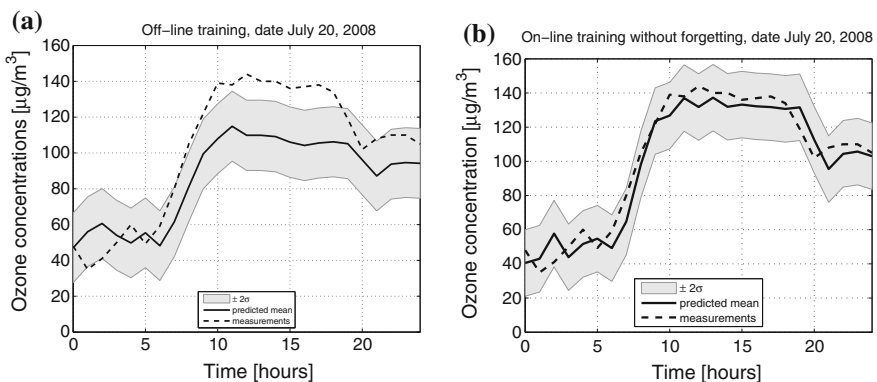 (a)
Off-line training, date July 20, 2008
160
140
120
100
80
60
40
20
0
Ozone concentrations [μg/m³]
± 2σ
predicted mean
measurements
0 5 10 15 20
Time [hours]
(b)
On-line training without forgetting, date July 20, 2008
160
140
120
100
80
60
40
20
0
Ozone concentration [μg/m³]
± 2σ
predicted mean
measurements
0 5 10 15 20
Time [hours]